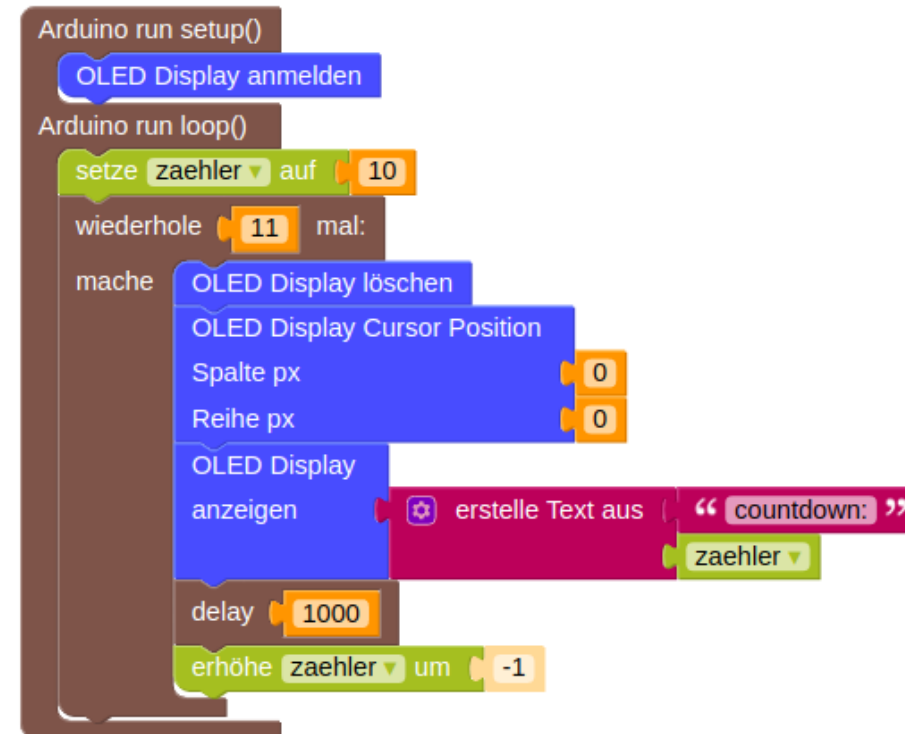 Arduino run setup()
OLED Display anmelden
Arduino run loop()
setze zaehler auf 10
wiederhole 11 mal:
mache OLED Display löschen
OLED Display Cursor Position
Spalte px 0
Reihe px 0
OLED Display
anzeigen erstelle Text aus “ countdown: ”
zaehler
delay 1000
erhöhe zaehler um -1